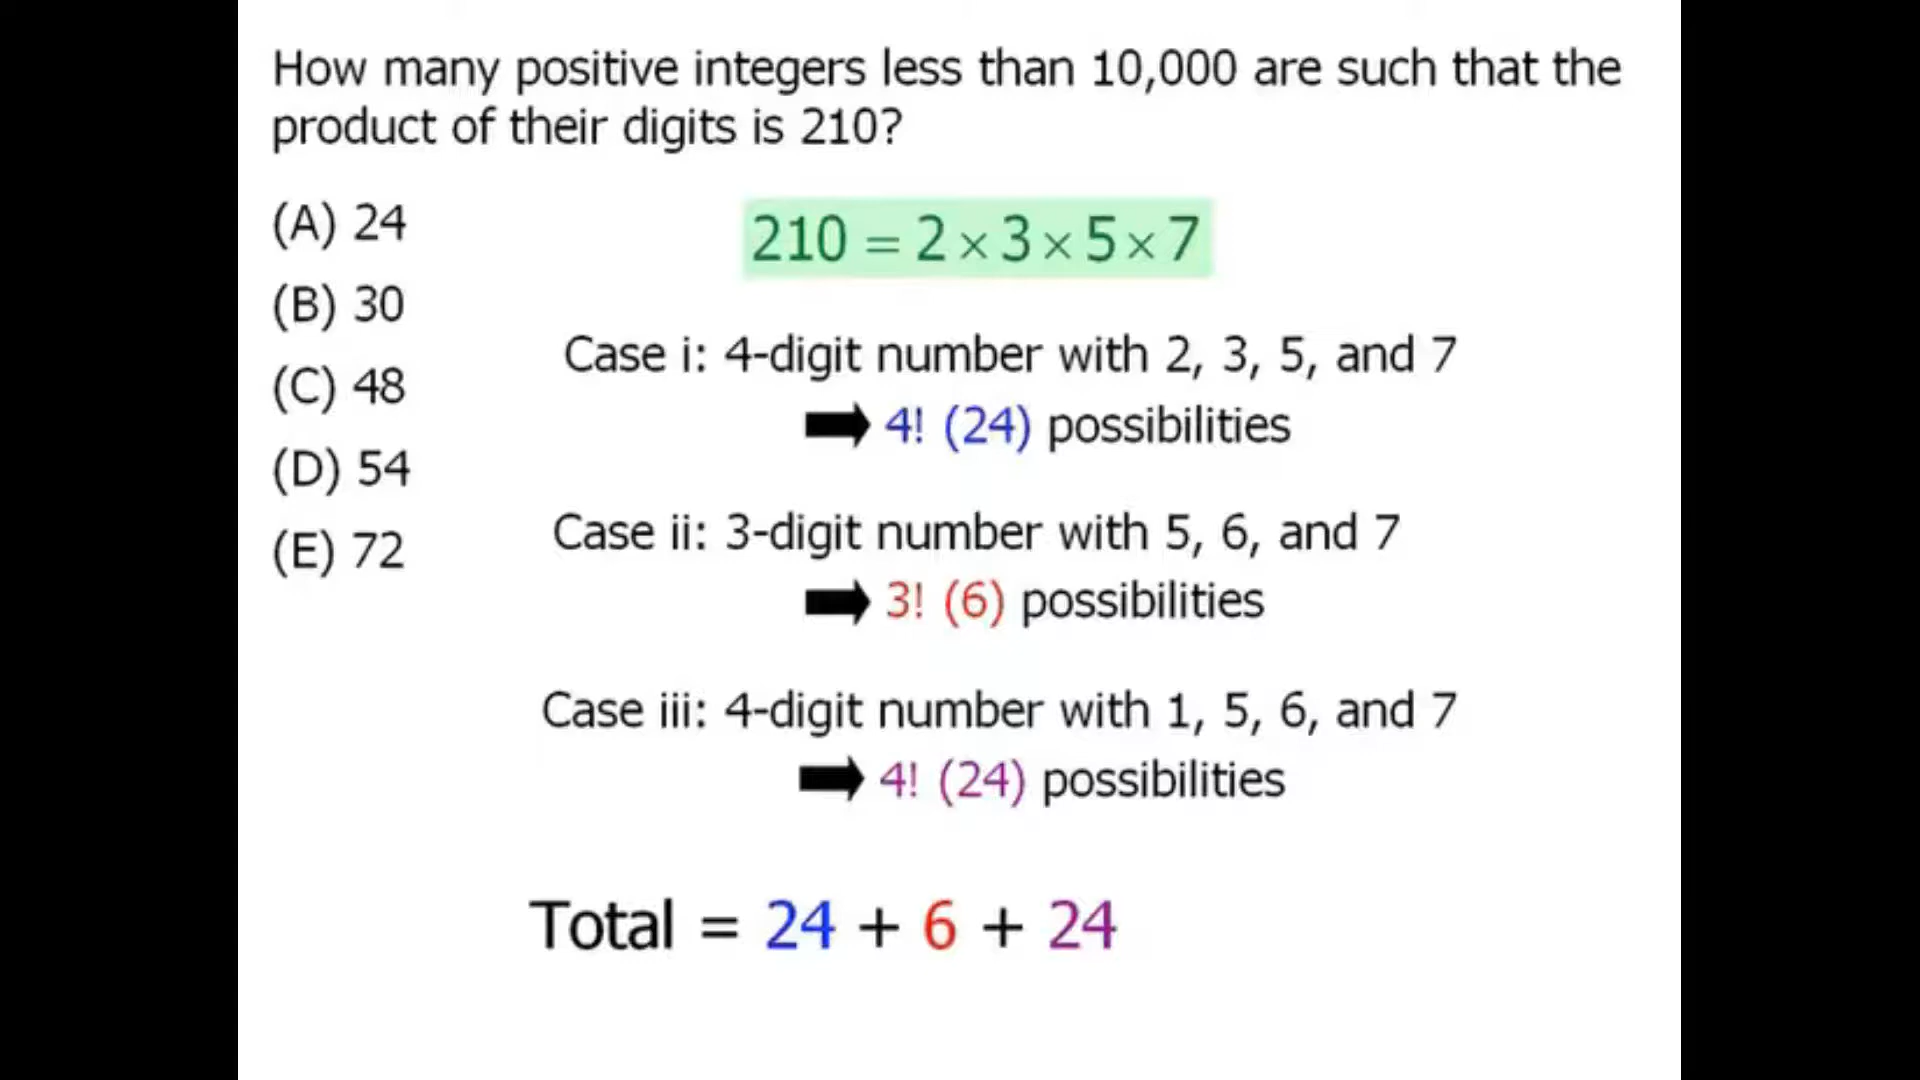 How many positive integers less than 10,000 are such that the
product of their digits is 210?
(A) 24
(B) 30
(C) 48
(D) 54
(E) 72
210 = 2 × 3 × 5 × 7
Case i: 4-digit number with 2, 3, 5, and 7
4! (24) possibilities
Case ii: 3-digit number with 5, 6, and 7
3! (6) possibilities
Case iii: 4-digit number with 1, 5, 6, and 7
4! (24) possibilities
Total = 24 + 6 + 24